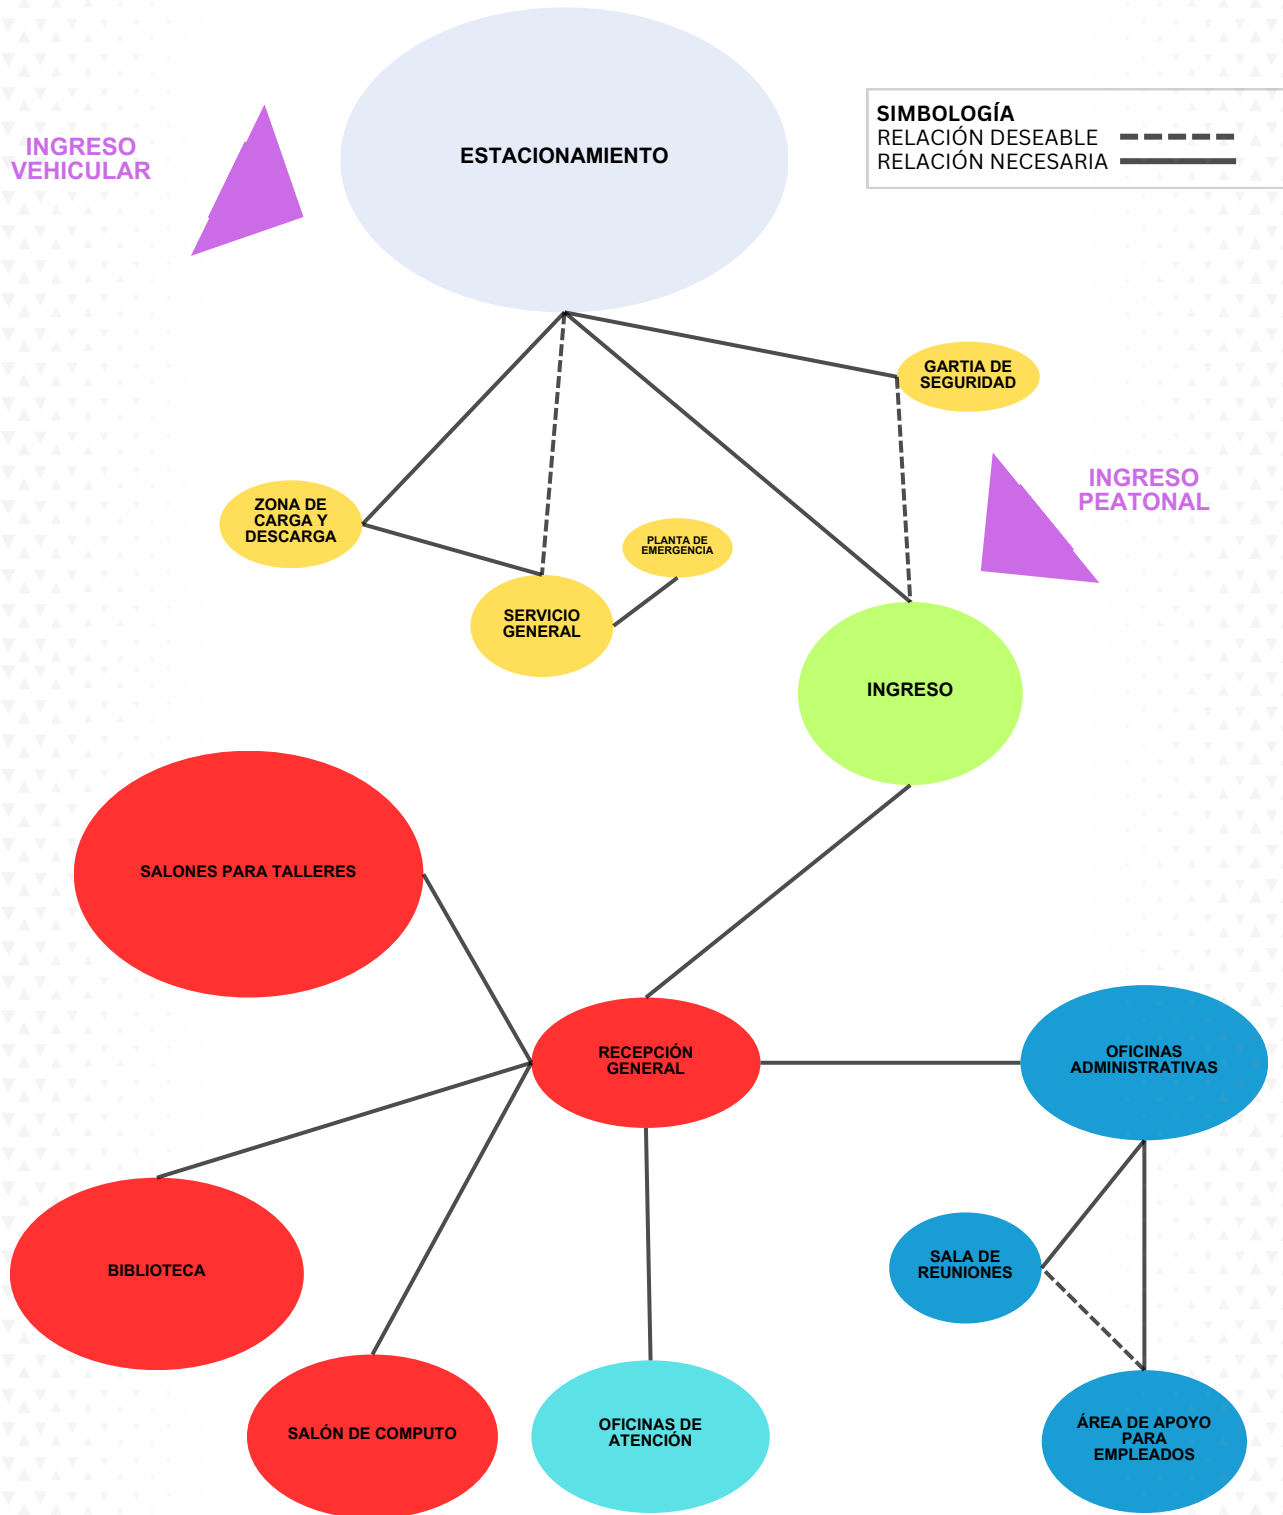 ESTACIONAMIENTO
INGRESO
VEHICULAR
SIMBOLOGÍA
RELACIÓN DESEABLE
RELACIÓN NECESARIA
GARTIA DE
SEGURIDAD
INGRESO
PEATONAL
ZONA DE
CARGA Y
DESCARGA
PLANTA DE
EMERGENCIA
SERVICIO
GENERAL
INGRESO
SALONES PARA TALLERES
RECEPCIÓN
GENERAL
OFICINAS
ADMINISTRATIVAS
BIBLIOTECA
SALA DE
REUNIONES
SALÓN DE COMPUTO
OFICINAS DE
ATENCIÓN
ÁREA DE APOYO
PARA
EMPLEADOS